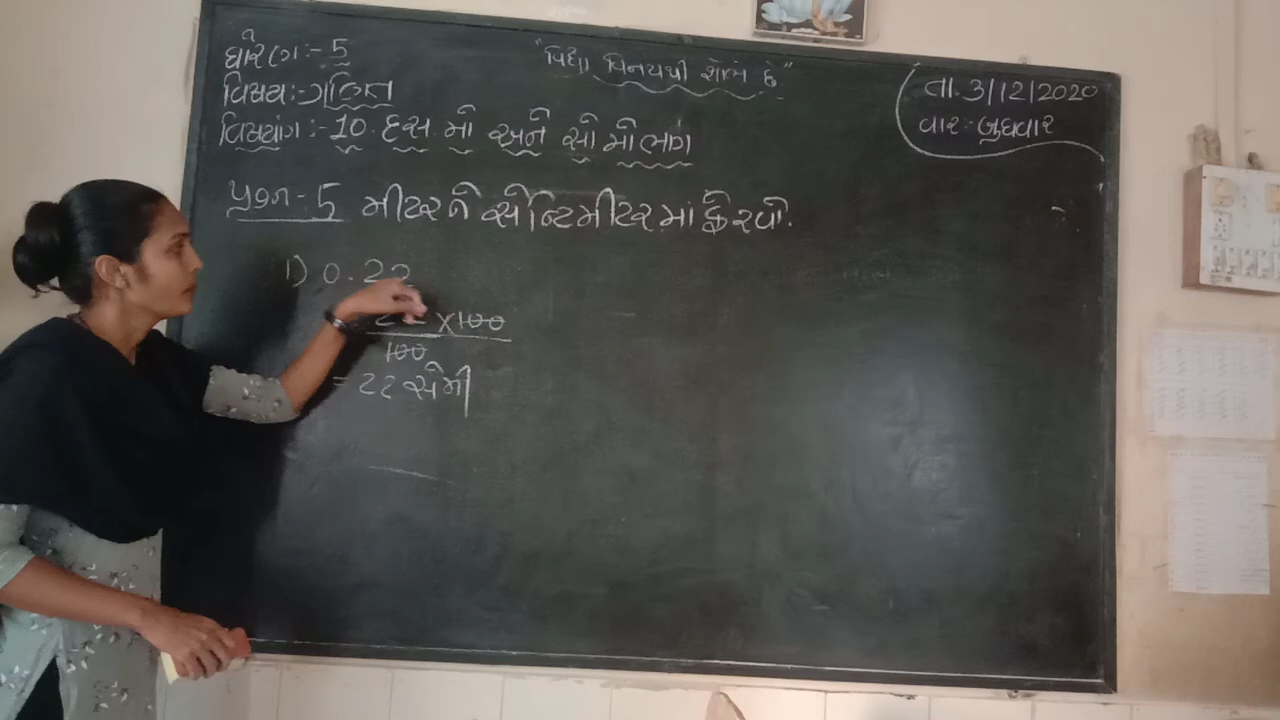 "વિદ્યા વિનયથી શોભે છે"
ધોરણ:- 5
વિષય:- ગણિત
વિષયાંગ:- 10. દસ મો અને સો મો ભાગ
તા. 3/12/2020
વાર:- બુધવાર
પ્રશ્ન - 5 મીટરને સેન્ટિમીટરમાં ફેરવો.
1) 0.22
22 x100
100
= 22 સેમી